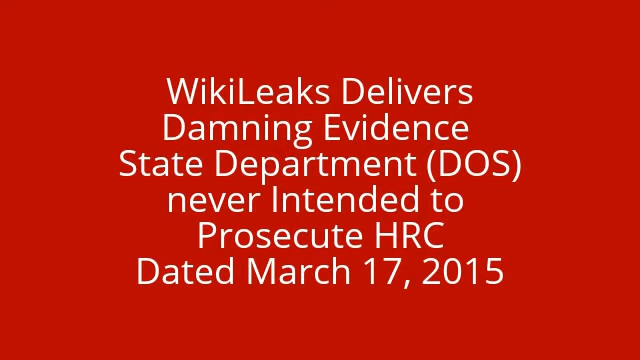 WikiLeaks Delivers
Damning Evidence
State Department (DOS)
never Intended to
Prosecute HRC
Dated March 17, 2015